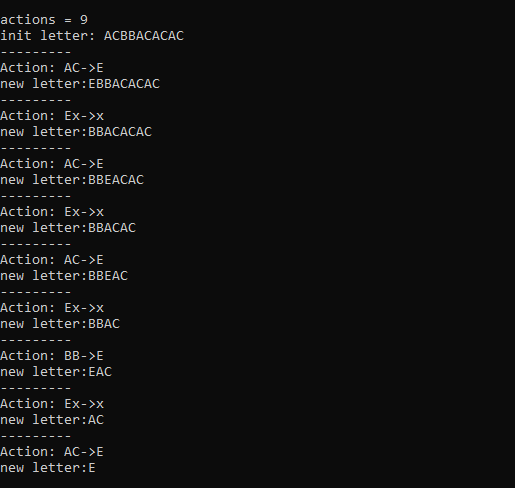 actions = 9
init letter: ACBBACACAC
---------
Action: AC->E
new letter:EBBACACAC
---------
Action: Ex->x
new letter:BBACACAC
---------
Action: AC->E
new letter:BBEACAC
---------
Action: Ex->x
new letter:BBACAC
---------
Action: AC->E
new letter:BBEAC
---------
Action: Ex->x
new letter:BBAC
---------
Action: BB->E
new letter:EAC
---------
Action: Ex->x
new letter:AC
---------
Action: AC->E
new letter:E